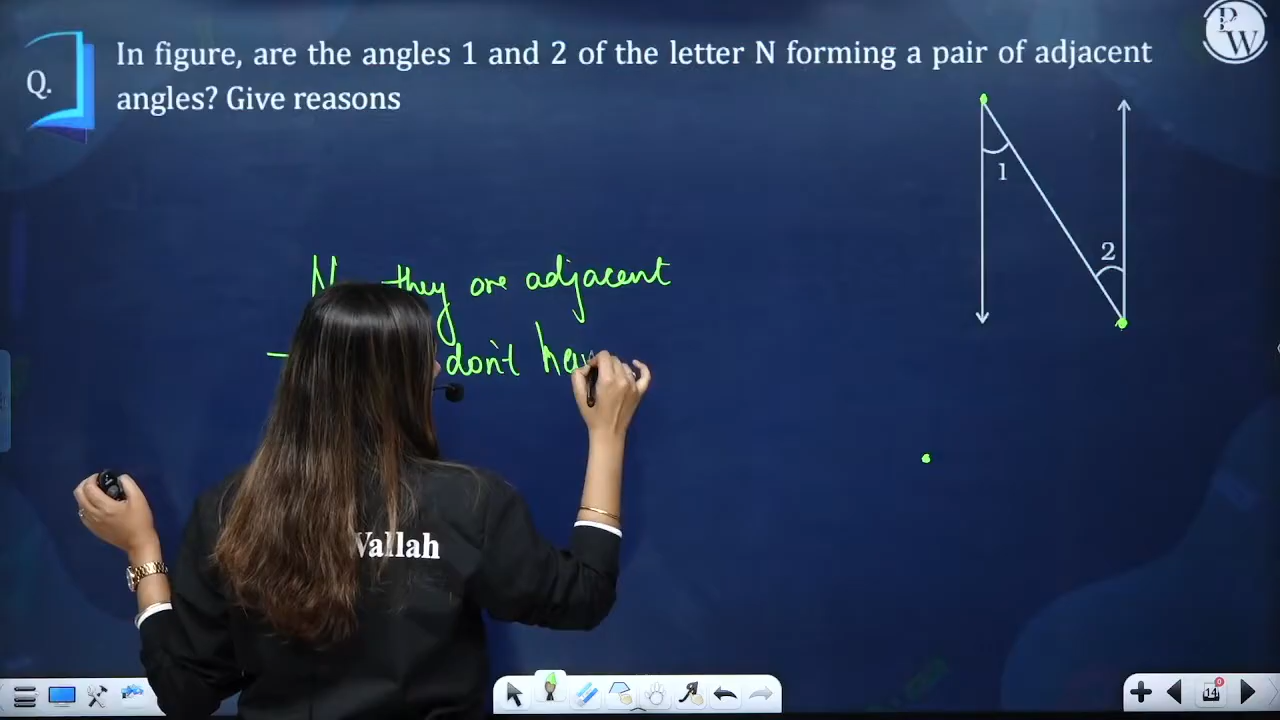 Q.
In figure, are the angles 1 and 2 of the letter N forming a pair of adjacent
angles? Give reasons
P
W
1
2
they are adjacent
don't
Wallah
14